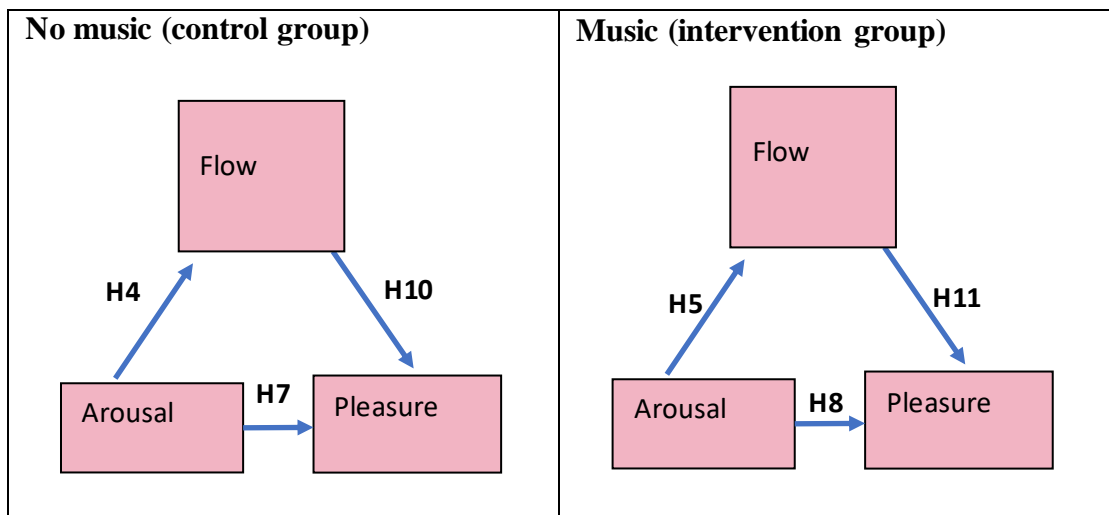 No music (control group)
Flow
H4
H10
H7
Arousal
Pleasure
Music (intervention group)
Flow
H5
H11
H8
Arousal
Pleasure